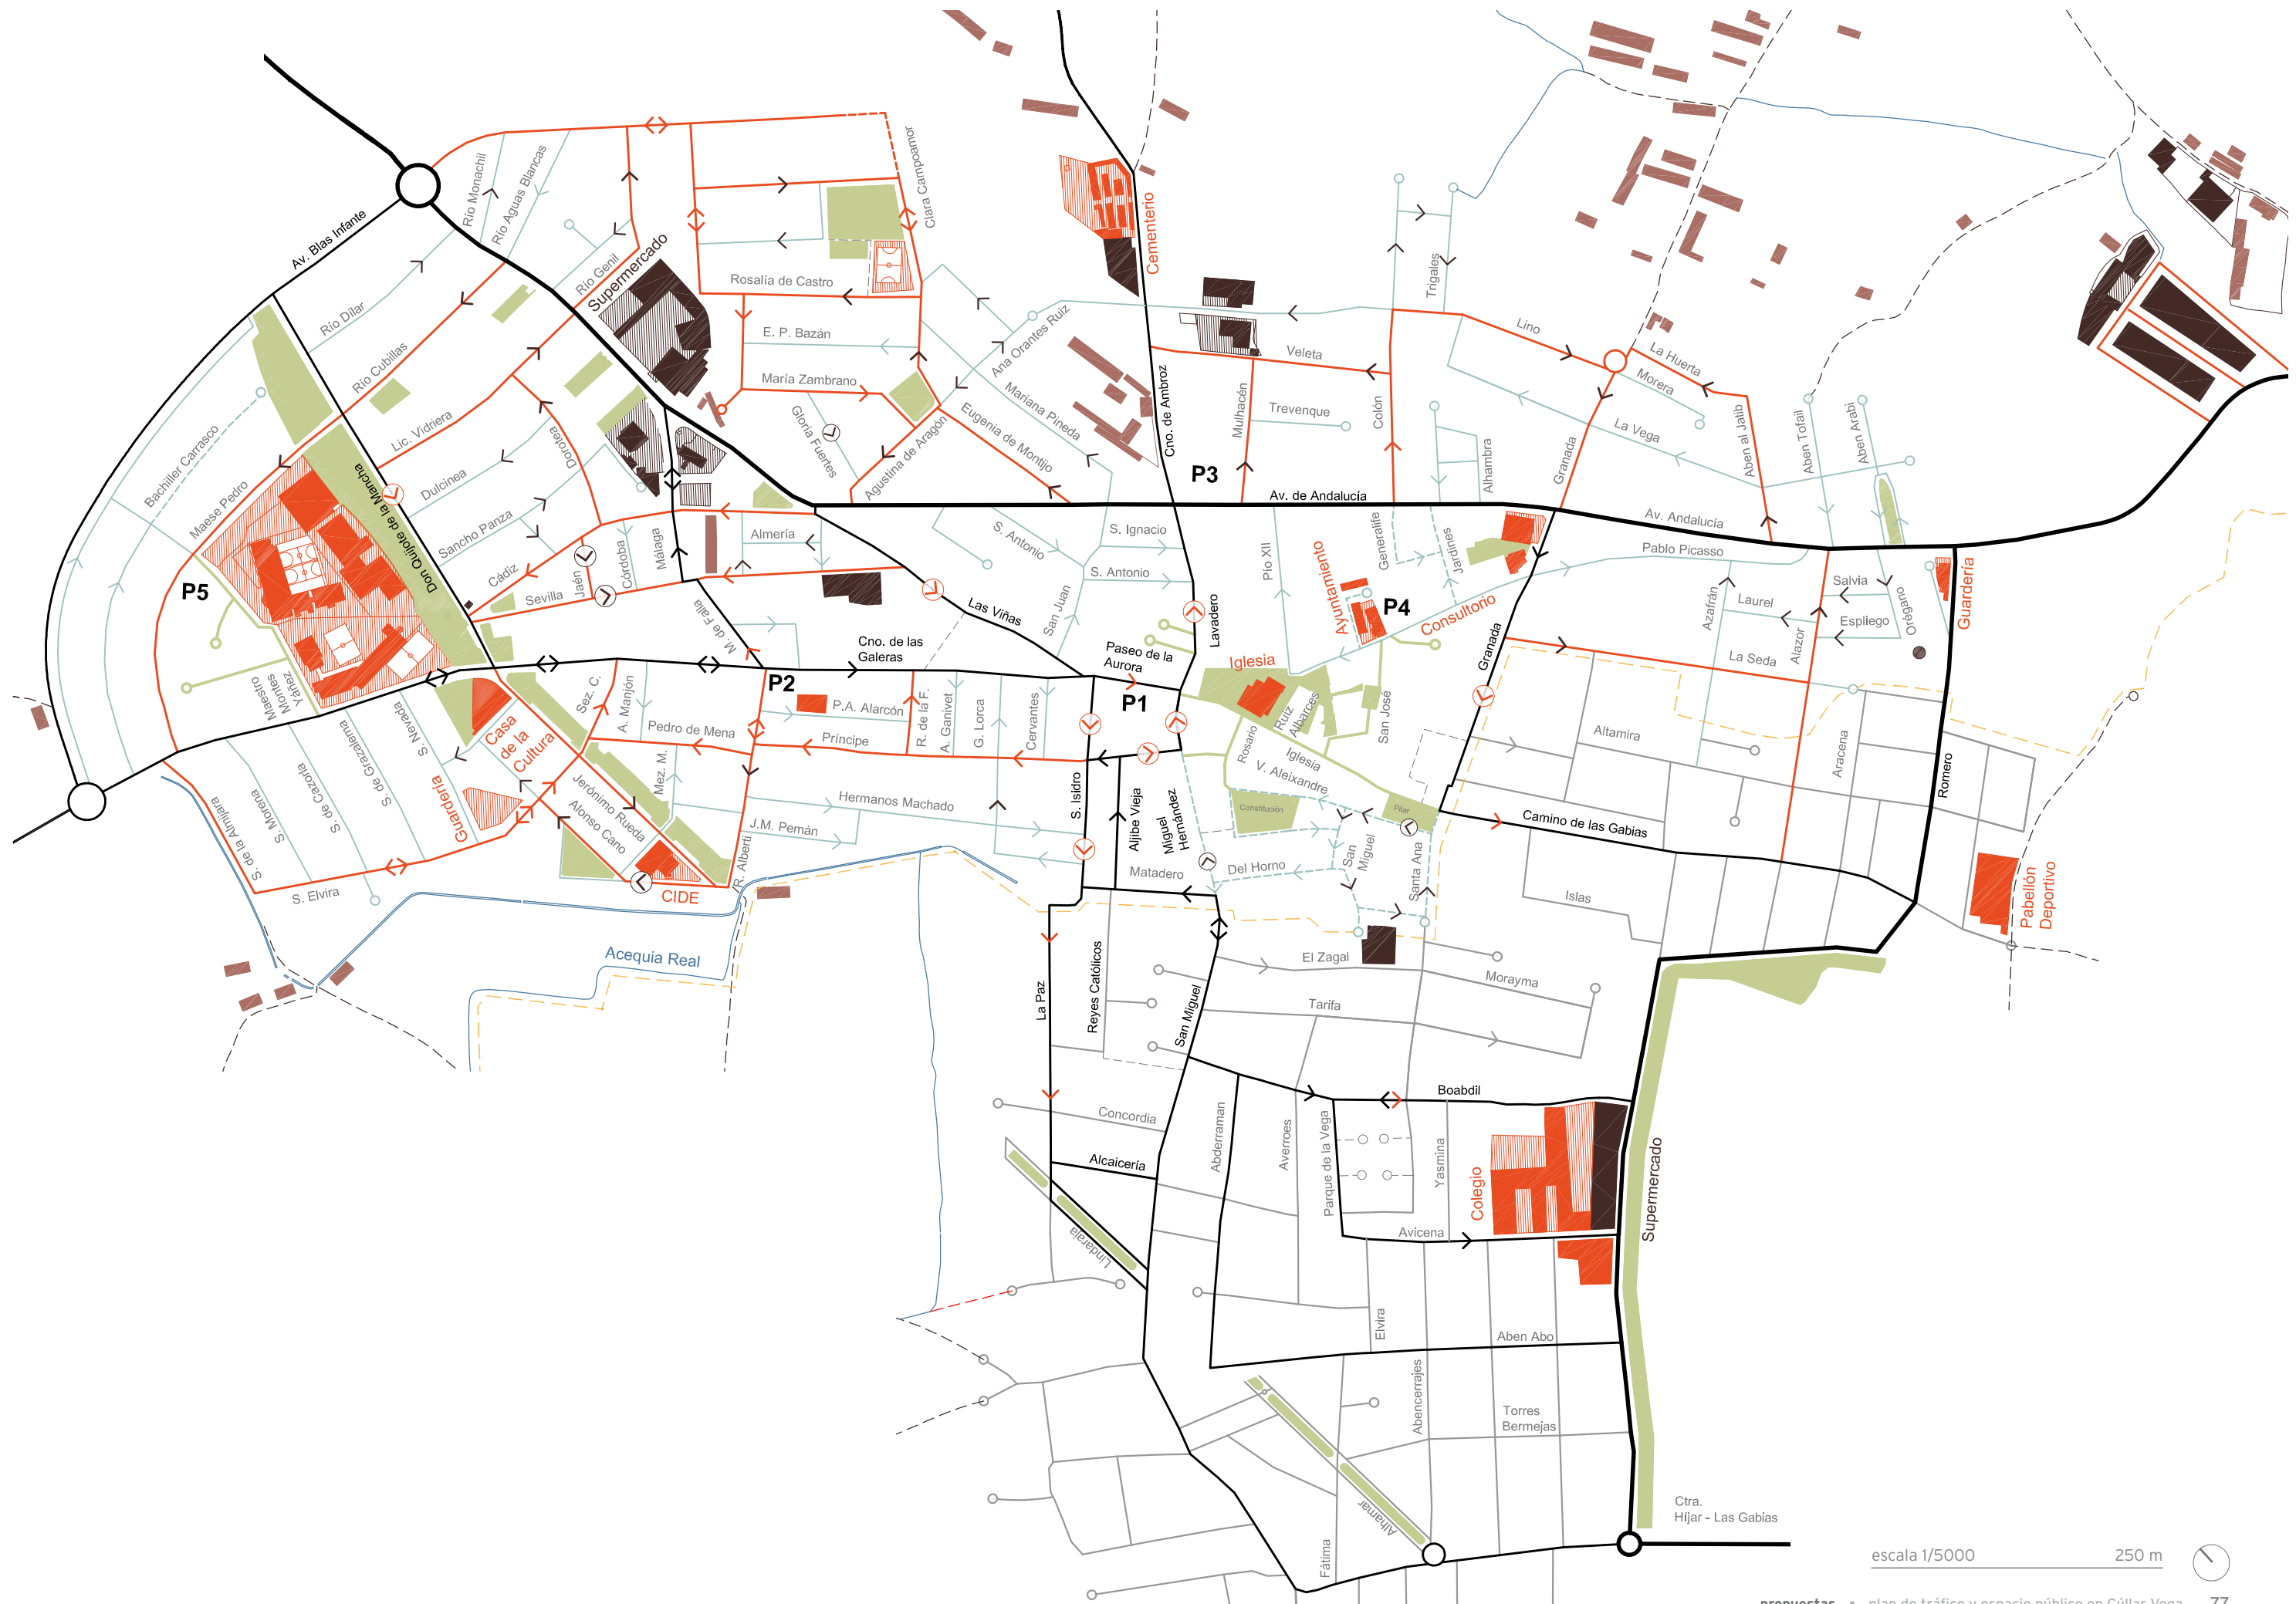 Av. Blas Infante
Río Monachil
Río Aguas Blancas
Río Dílar
Río Genil
Supermercado
Río Cubillas
Lic. Vidriera
Dulcinea
Dorotea
Sancho Panza
Bachiller Carrasco
Maese Pedro
Don Quijote de la Mancha
P5
Cádiz
Sevilla
Jaén
Córdoba
Málaga
Almería
M. de Falla
Clara Campoamor
Rosalía de Castro
E. P. Bazán
María Zambrano
Gloria Fuertes
Agustina de Aragón
Eugenia de Montijo
Mariana Pineda
Ana Orantes Ruiz
Cementerio
Cno. de Ambroz
P3
Veleta
Mulhacén
Trevenque
Colón
Trigales
Alhambra
Lino
La Huerta
Morera
La Vega
Granada
Aben al Jatib
Aben Tofail
Aben Arabi
Av. de Andalucía
Av. Andalucía
Las Viñas
Cno. de las
Galeras
S. Antonio
S. Ignacio
S. Antonio
San Juan
Lavadero
Paseo de la
Aurora
Pío XII
Ayuntamiento
Generalife
Jardines
P4
Consultorio
Pablo Picasso
Granada
Azafrán
Laurel
Salvia
Espliego
Orégano
Alazor
La Seda
Guardería
Iglesia
Ruiz
Albarces
San José
Rosario
Iglesia
V. Aleixandre
Constitución
Pilar
P1
P2
Maestro
Montes
Yáñez
S. Nevada
S. de Grazalema
S. de Cazorla
S. Morena
S. de la Almijara
S. Elvira
Guardería
Casa
de la
Cultura
Sez. C.
A. Manjón
Pedro de Mena
Mez. M.
Jerónimo Rueda
Alonso Cano
CIDE
R. Alberti
P.A. Alarcón
Príncipe
R. de la F.
A. Ganivet
G. Lorca
Cervantes
Hermanos Machado
J.M. Pemán
S. Isidro
Aljibe Vieja
Miguel
Hernández
Matadero
Del Horno
San
Miguel
Santa Ana
Altamira
Aracena
Romero
Camino de las Gabias
Islas
Pabellón
Deportivo
Acequia Real
La Paz
Reyes Católicos
San Miguel
El Zagal
Morayma
Tarifa
Boabdil
Concordia
Alcaicería
Lindaraja
Abderraman
Averroes
Parque de la Vega
Yasmina
Colegio
Supermercado
Avicena
Elvira
Aben Abo
Abencerrajes
Torres
Bermejas
Alhamar
Fátima
Ctra.
Híjar - Las Gabias
escala 1/5000 250 m
propuestas • plan de tráfico y espacio público en Cúllar Vega 77